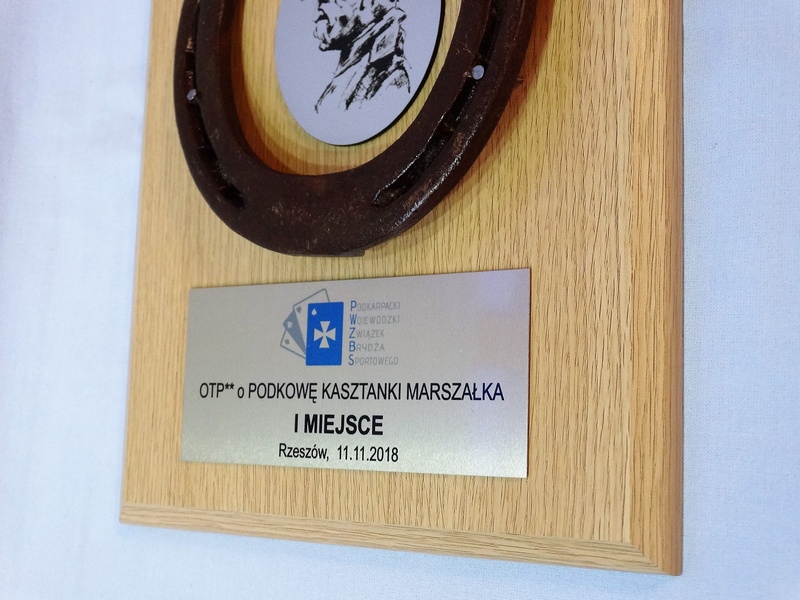 PODKARPACKI
WOJEWÓDZKI
ZWIĄZEK
BRYDŻA
SPORTOWEGO
OTP** o PODKOWĘ KASZTANKI MARSZAŁKA
I MIEJSCE
Rzeszów, 11.11.2018